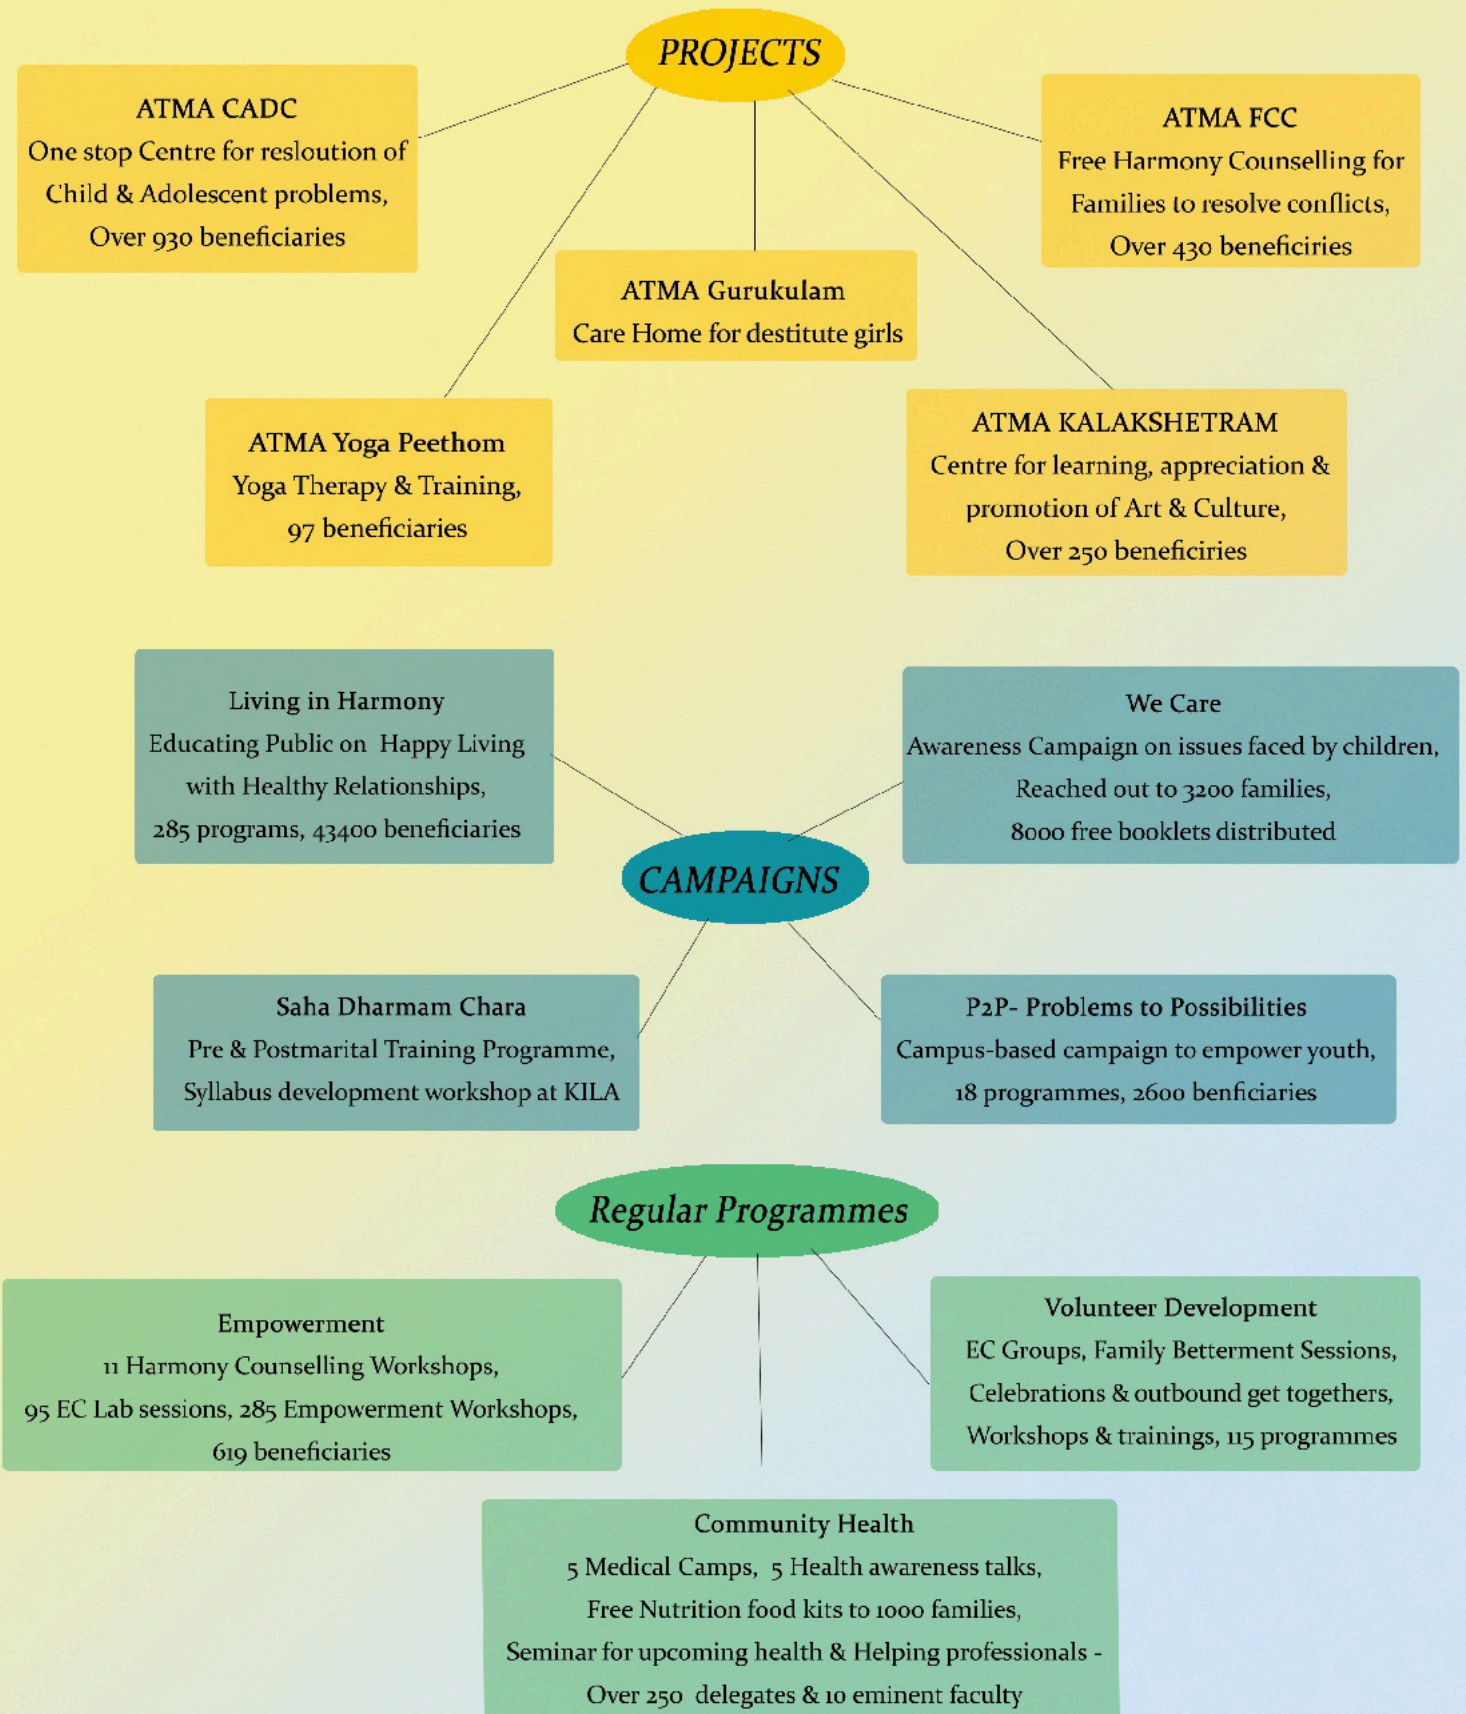 PROJECTS
ATMA CADC
One stop Centre for resloution of
Child & Adolescent problems,
Over 930 beneficiaries
ATMA FCC
Free Harmony Counselling for
Families to resolve conflicts,
Over 430 beneficiries
ATMA Gurukulam
Care Home for destitute girls
ATMA Yoga Peethom
Yoga Therapy & Training,
97 beneficiaries
ATMA KALAKSHETRAM
Centre for learning, appreciation &
promotion of Art & Culture,
Over 250 beneficiries
Living in Harmony
Educating Public on Happy Living
with Healthy Relationships,
285 programs, 43400 beneficiaries
We Care
Awareness Campaign on issues faced by children,
Reached out to 3200 families,
8000 free booklets distributed
CAMPAIGNS
Saha Dharmam Chara
Pre & Postmarital Training Programme,
Syllabus development workshop at KILA
P2P- Problems to Possibilities
Campus-based campaign to empower youth,
18 programmes, 2600 benficiaries
Regular Programmes
Empowerment
11 Harmony Counselling Workshops,
95 EC Lab sessions, 285 Empowerment Workshops,
619 beneficiaries
Volunteer Development
EC Groups, Family Betterment Sessions,
Celebrations & outbound get togethers,
Workshops & trainings, 115 programmes
Community Health
5 Medical Camps, 5 Health awareness talks,
Free Nutrition food kits to 1000 families,
Seminar for upcoming health & Helping professionals -
Over 250 delegates & 10 eminent faculty